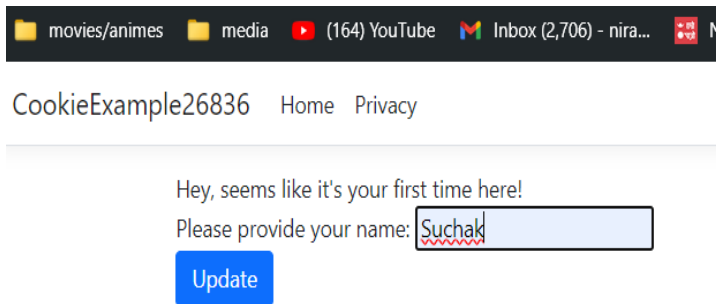 movies/animes media (164) YouTube Inbox (2,706) - nira...
CookieExample26836 Home Privacy
Hey, seems like it's your first time here!
Please provide your name: Suchak
Update